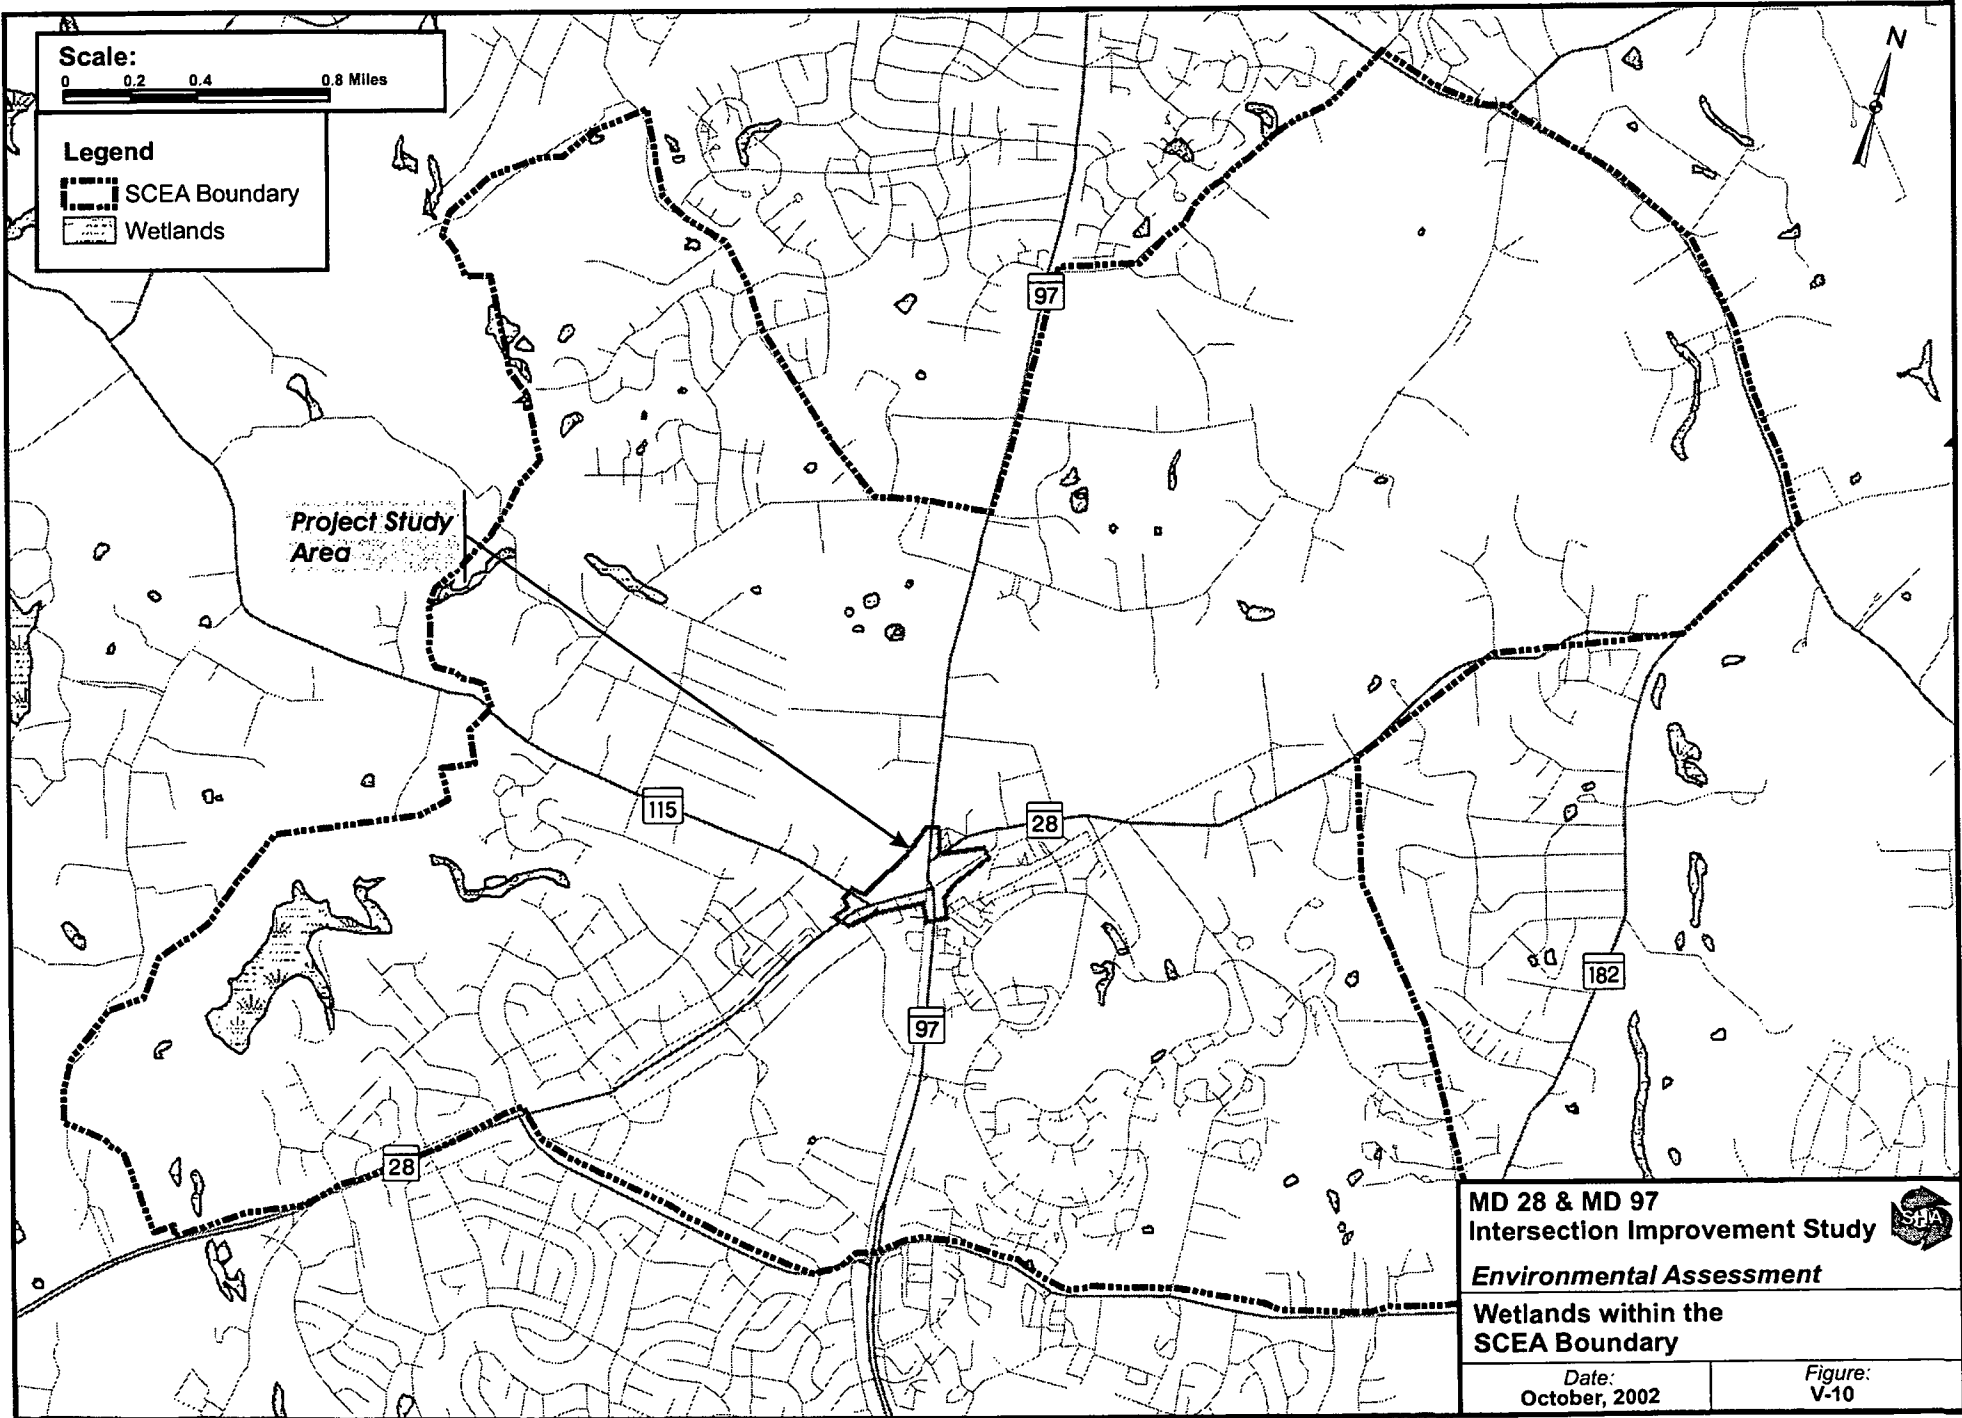 Scale:
0 0.2 0.4 0.8 Miles
N
Legend
SCEA Boundary
Wetlands
97
Project Study
Area
115
28
182
97
28
MD 28 & MD 97
Intersection Improvement Study
SHA
Environmental Assessment
Wetlands within the
SCEA Boundary
Date:
October, 2002
Figure:
V-10